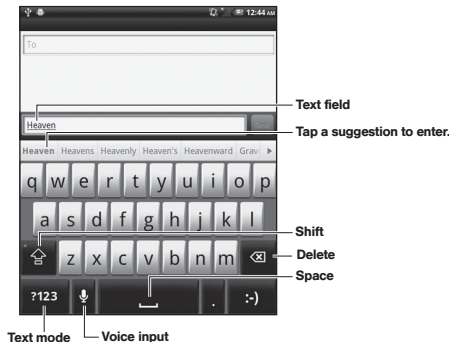 12:44 AM
To
Heaven
Text field
Tap a suggestion to enter.
Heaven Heavens Heavenly Heaven's Heavenward Grav
q w e r t y u i o p
a s d f g h j k l
Shift
z x c v b n m
Delete
Space
?123 . :-)
Text mode Voice input